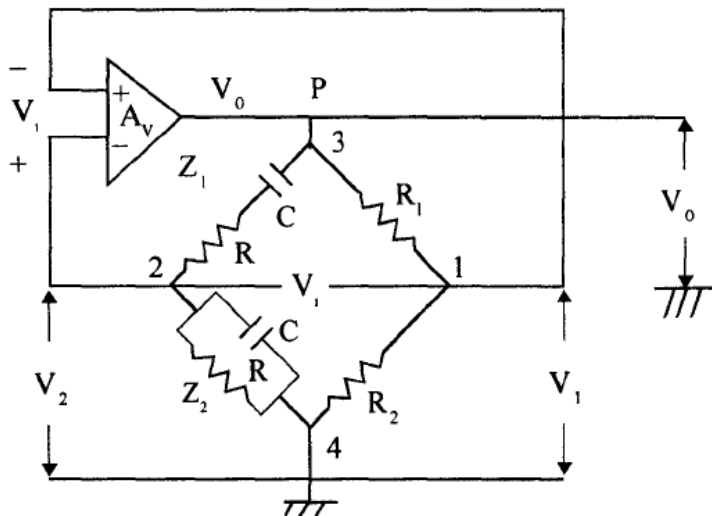 −
+
V₀
P
V₁
A_V
3
+
−
Z₁
C
R₁
V₀
R
2
V₁
1
C
R
V₂
Z₂
R₂
V₁
4